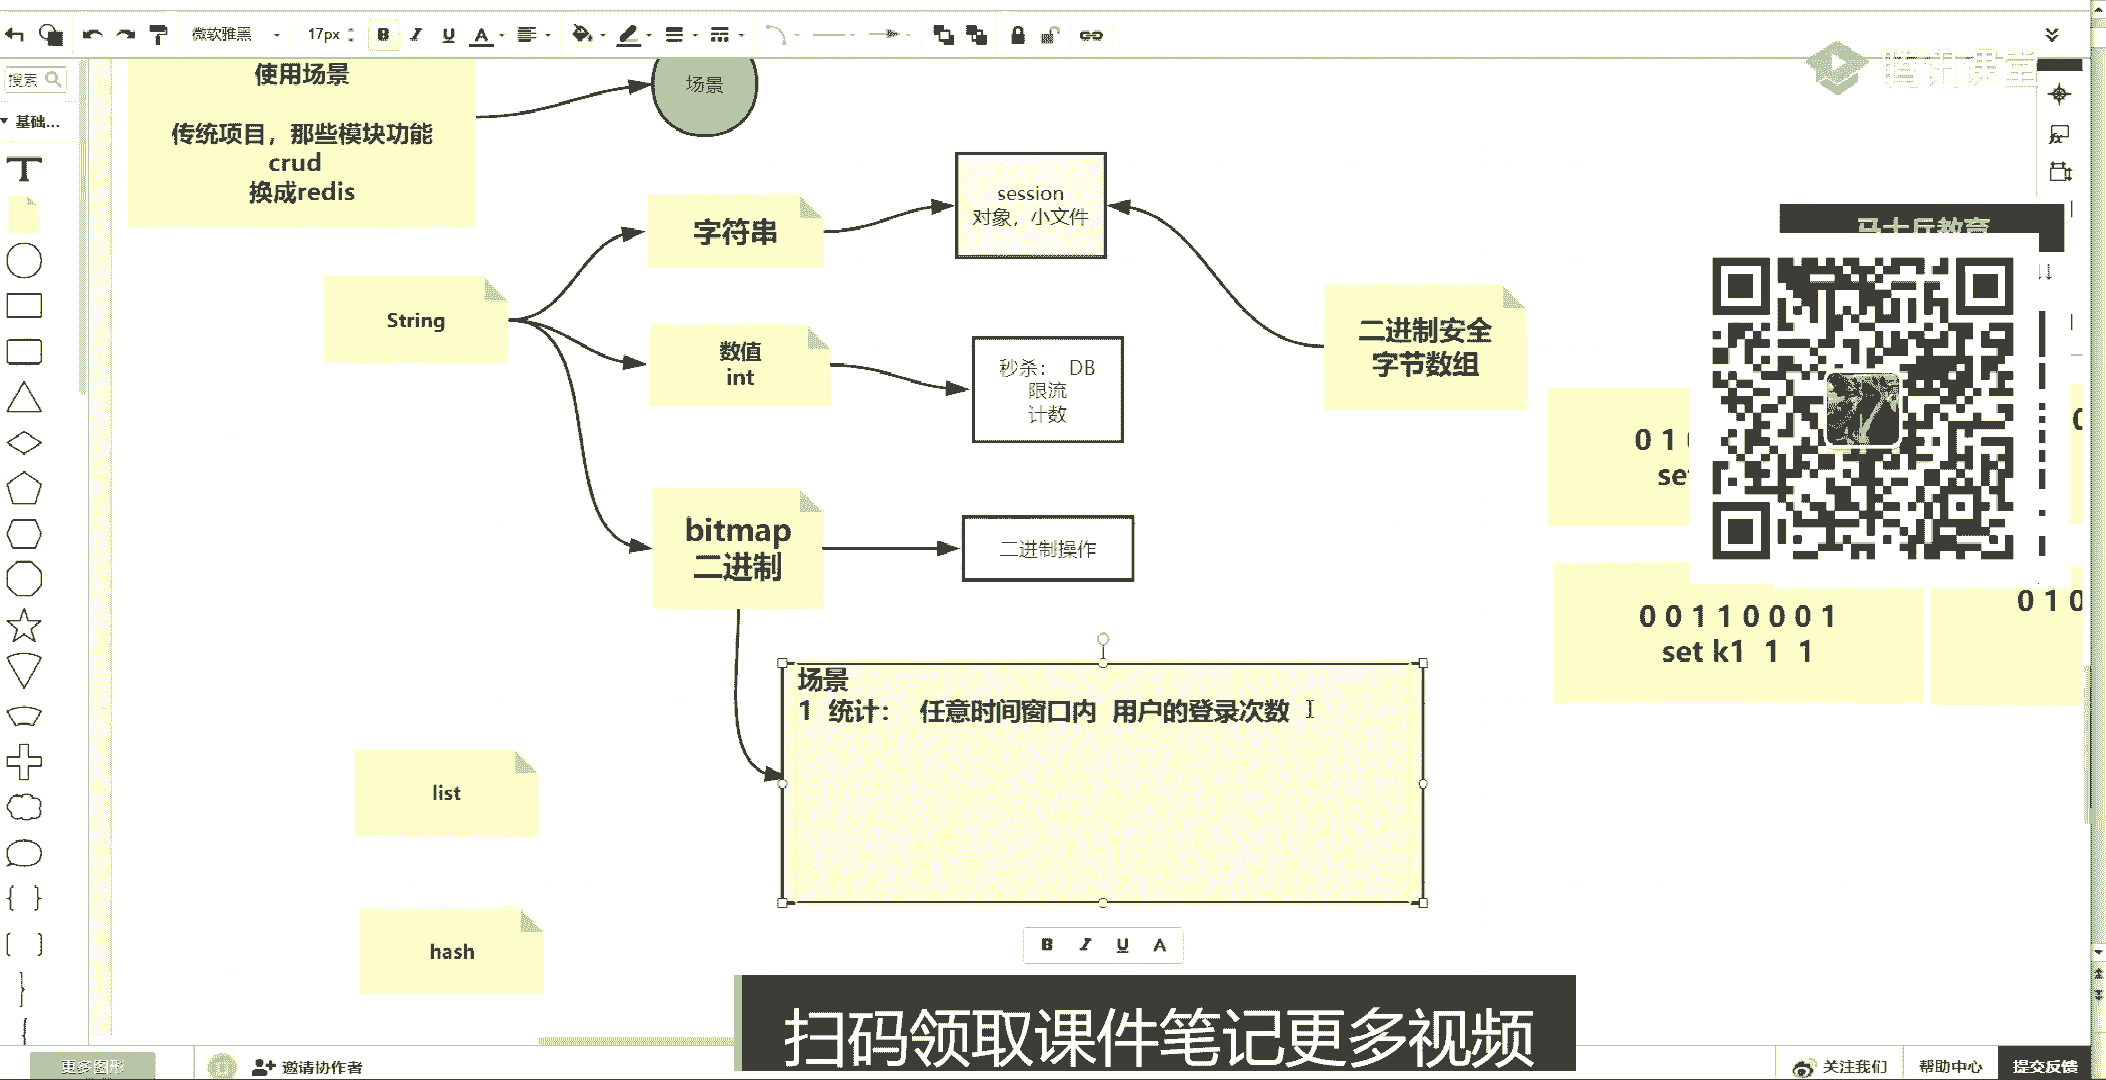 微软雅黑
17px
B
I
U
A
搜索
基础...
T
使用场景
传统项目，那些模块功能
crud
换成redis
场景
腾讯课堂
马士兵教育
session
对象，小文件
字符串
String
数值
int
秒杀： DB
限流
计数
二进制安全
字节数组
0 1
set
bitmap
二进制
二进制操作
0 0 1 1 0 0 0 1
set k1 1 1
0 1 0
场景
1 统计： 任意时间窗口内 用户的登录次数
list
hash
B I U A
扫码领取课件笔记更多视频
更多图形
邀请协作者
关注我们
帮助中心
提交反馈